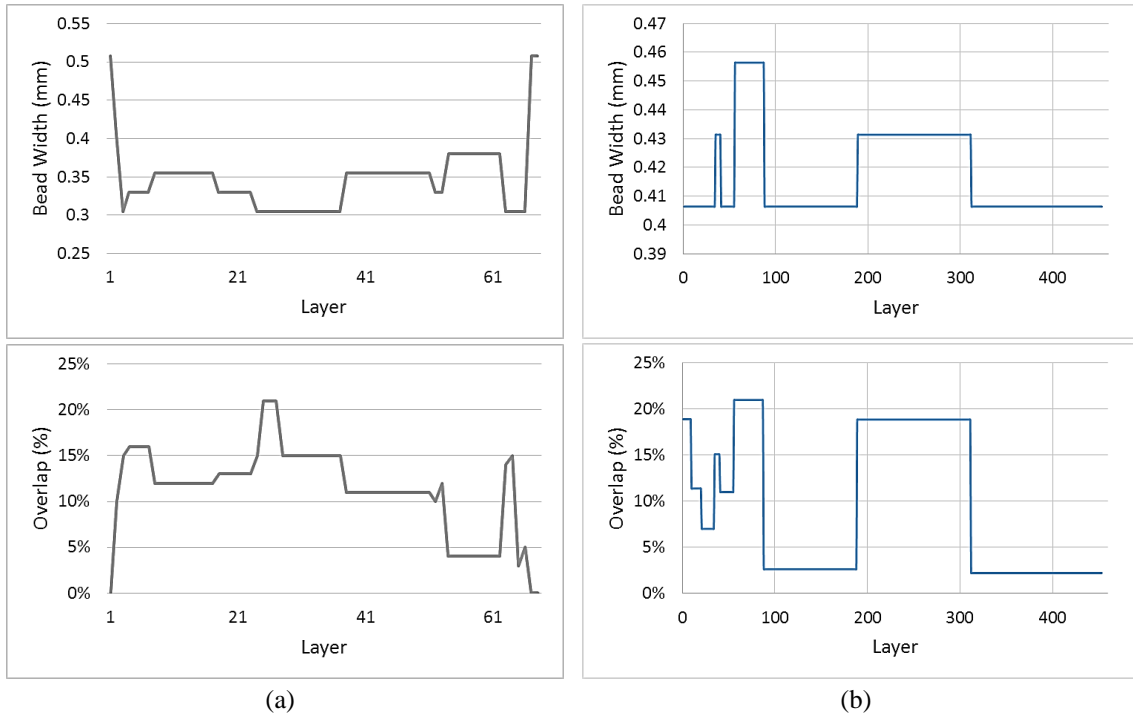 0.55
0.5
0.45
0.4
0.35
0.3
0.25
Bead Width (mm)
1 21 41 61
Layer
0.47
0.46
0.45
0.44
0.43
0.42
0.41
0.4
0.39
Bead Width (mm)
0 100 200 300 400
Layer
25%
20%
15%
10%
5%
0%
Overlap (%)
1 21 41 61
Layer
25%
20%
15%
10%
5%
0%
Overlap (%)
0 100 200 300 400
Layer
(a) (b)